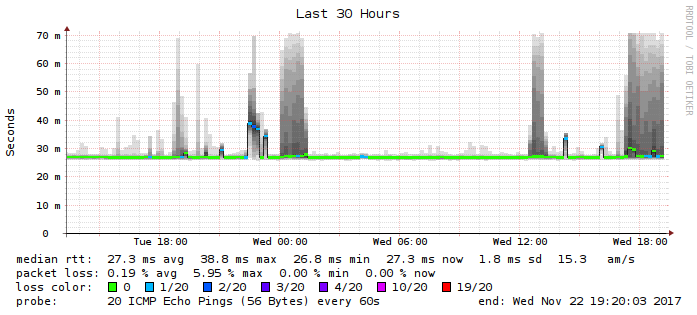 Last 30 Hours
RRDTOOL / TOBI OETIKER
Seconds
70 m
60 m
50 m
40 m
30 m
20 m
10 m
0
Tue 18:00 Wed 00:00 Wed 06:00 Wed 12:00 Wed 18:00
median rtt: 27.3 ms avg 38.8 ms max 26.8 ms min 27.3 ms now 1.8 ms sd 15.3 am/s
packet loss: 0.19 % avg 5.95 % max 0.00 % min 0.00 % now
loss color: 0 1/20 2/20 3/20 4/20 10/20 19/20
probe: 20 ICMP Echo Pings (56 Bytes) every 60s end: Wed Nov 22 19:20:03 2017